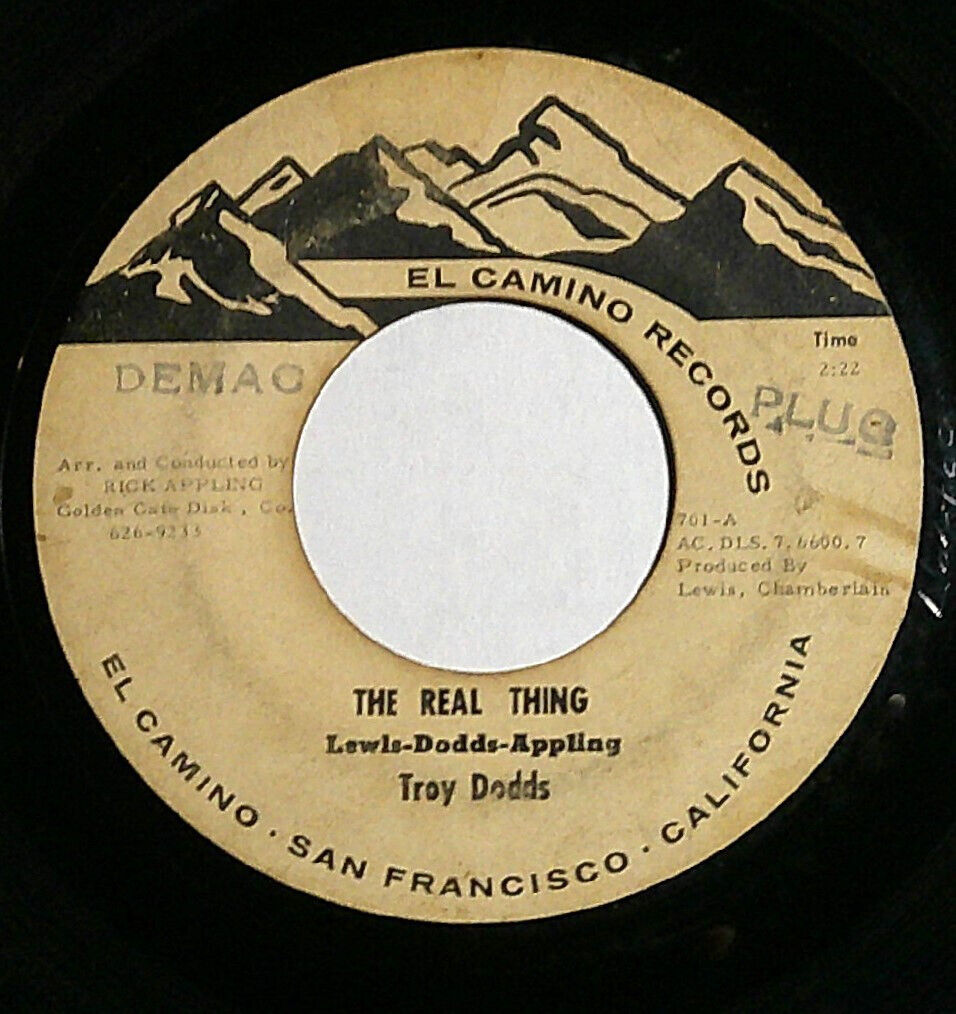 EL CAMINO RECORDS
Time
2:22
DEMAC
PLUG
Arr. and Conducted by
RICK APPLING
Golden Gate Disk, Co.
626-9233
701-A
AC. DLS. 7. 6600. 7
Produced By
Lewis, Chamberlain
THE REAL THING
Lewis-Dodds-Appling
Troy Dodds
EL CAMINO · SAN FRANCISCO · CALIFORNIA